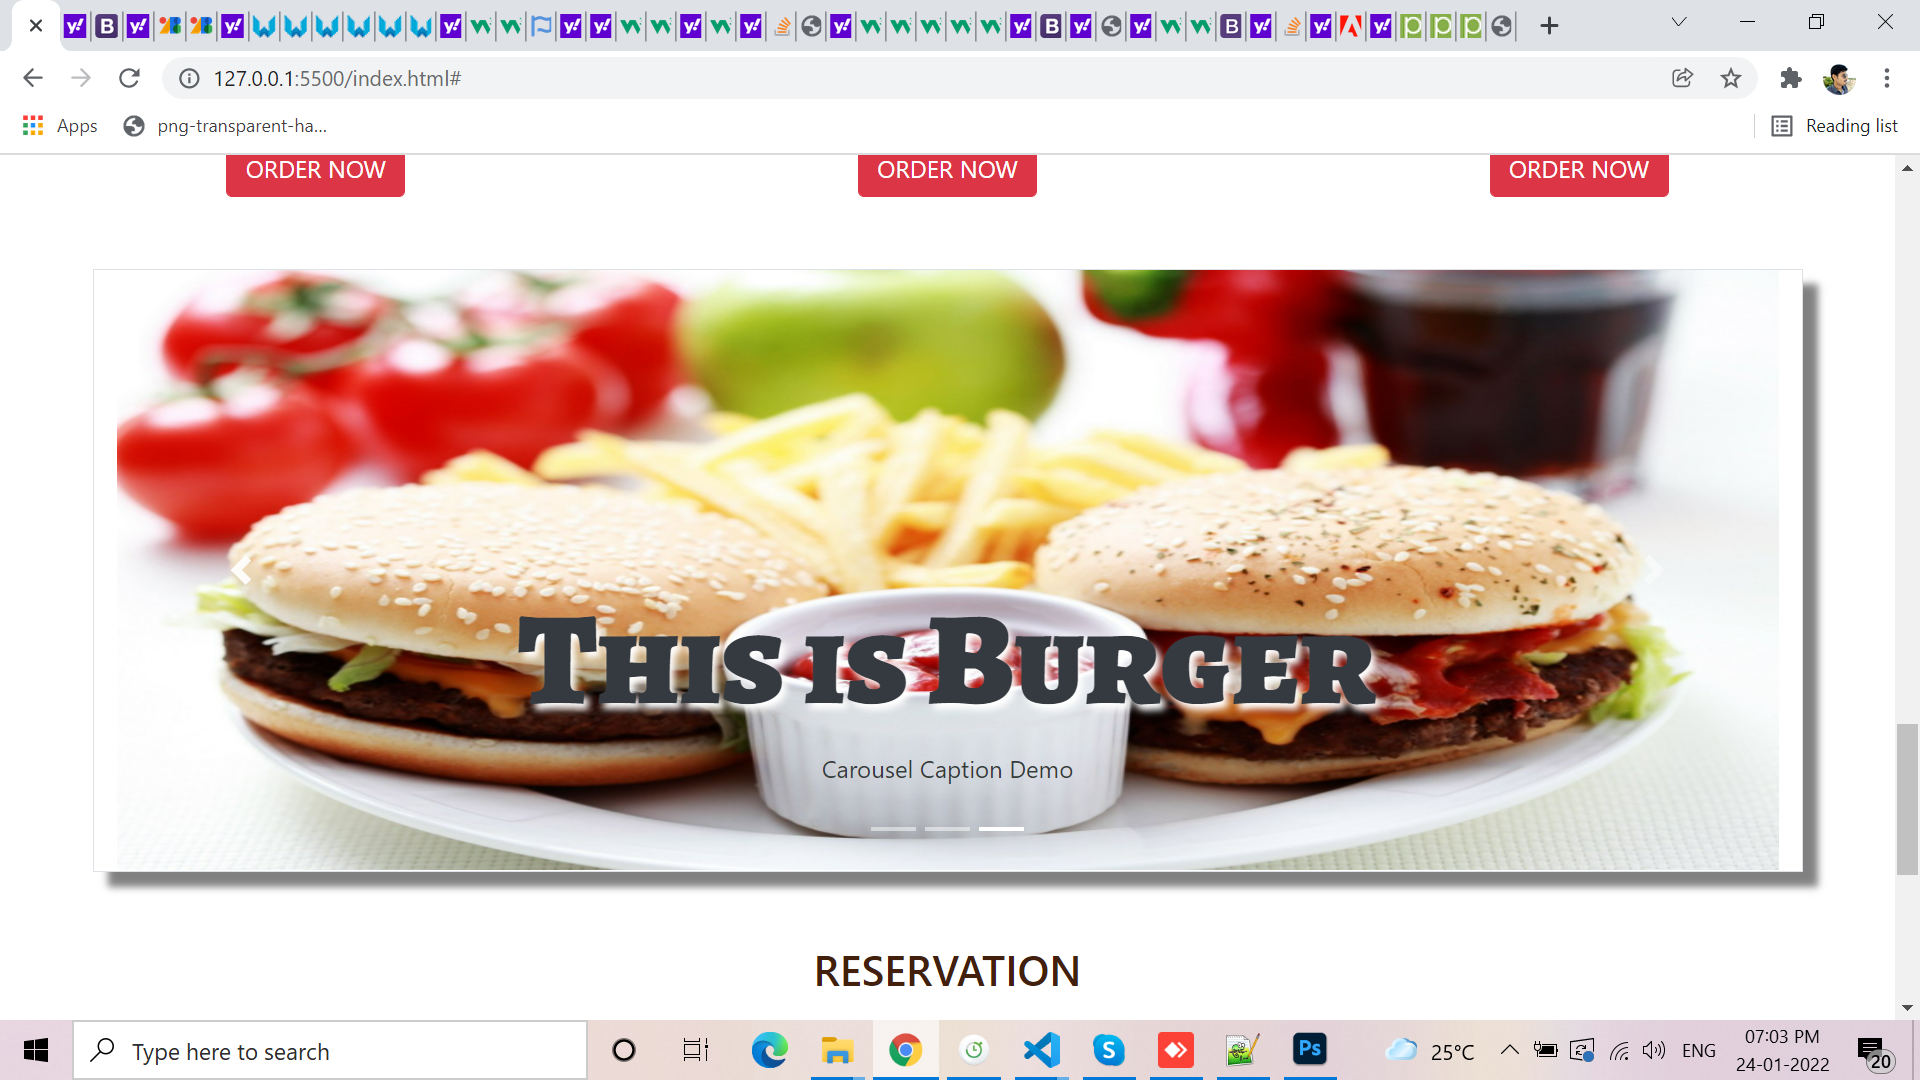 127.0.0.1:5500/index.html#
Apps
png-transparent-ha...
Reading list
ORDER NOW
ORDER NOW
ORDER NOW
This is Burger
Carousel Caption Demo
RESERVATION
Type here to search
25°C
ENG
07:03 PM
24-01-2022
20